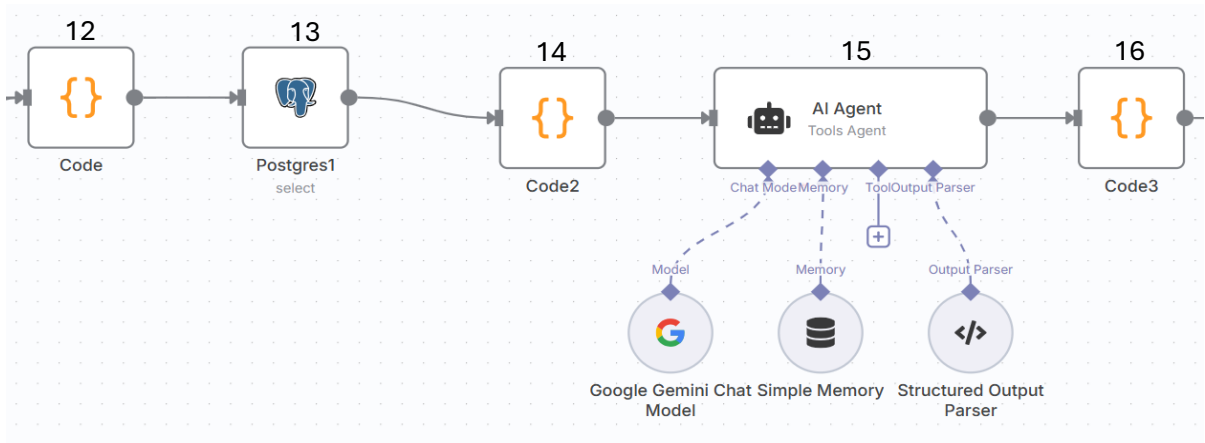 12
13
14
15
16
AI Agent
Tools Agent
Code
Postgres1
select
Code2
Code3
Chat Mode
Memory
Tool
Output Parser
Model
Memory
Output Parser
Google Gemini Chat
Model
Simple Memory
Structured Output
Parser